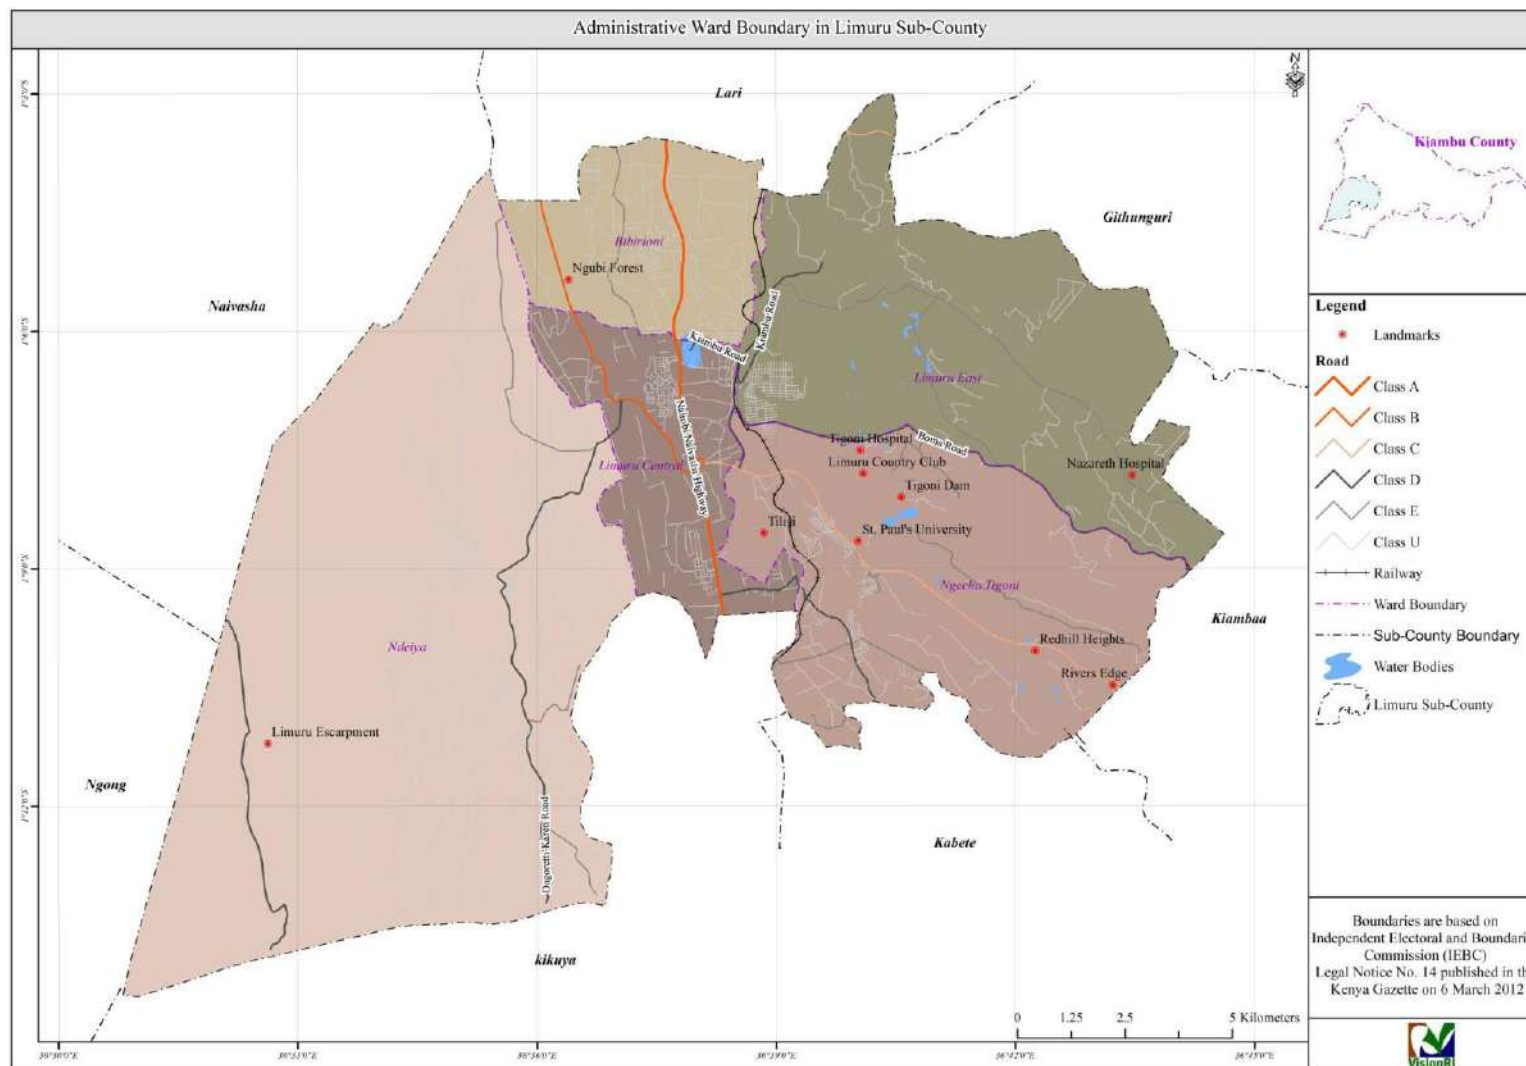 Administrative Ward Boundary in Limuru Sub-County
N
Lari
Kiambu County
Githunguri
Bibirioni
Ngubi Forest
Naivasha
Kiambu Road
Kiambu Road
Limuru East
Legend
Landmarks
Road
Class A
Class B
Class C
Class D
Class E
Class U
Railway
Ward Boundary
Sub-County Boundary
Water Bodies
Limuru Sub-County
Boma Road
Tigoni Hospital
Limuru Country Club
Nazareth Hospital
Limuru Central
Nairobi-Naivasha Highway
Tigoni Dam
Tilisi
St. Paul's University
Ngecha Tigoni
Kiambaa
Redhill Heights
Rivers Edge
Ndeiya
Limuru Escarpment
Ngong
Dagoretti-Karen Road
Kabete
kikuya
Boundaries are based on
Independent Electoral and Boundari
Commission (IEBC)
Legal Notice No. 14 published in th
Kenya Gazette on 6 March 2012
0 1.25 2.5 5 Kilometers
VisionRI